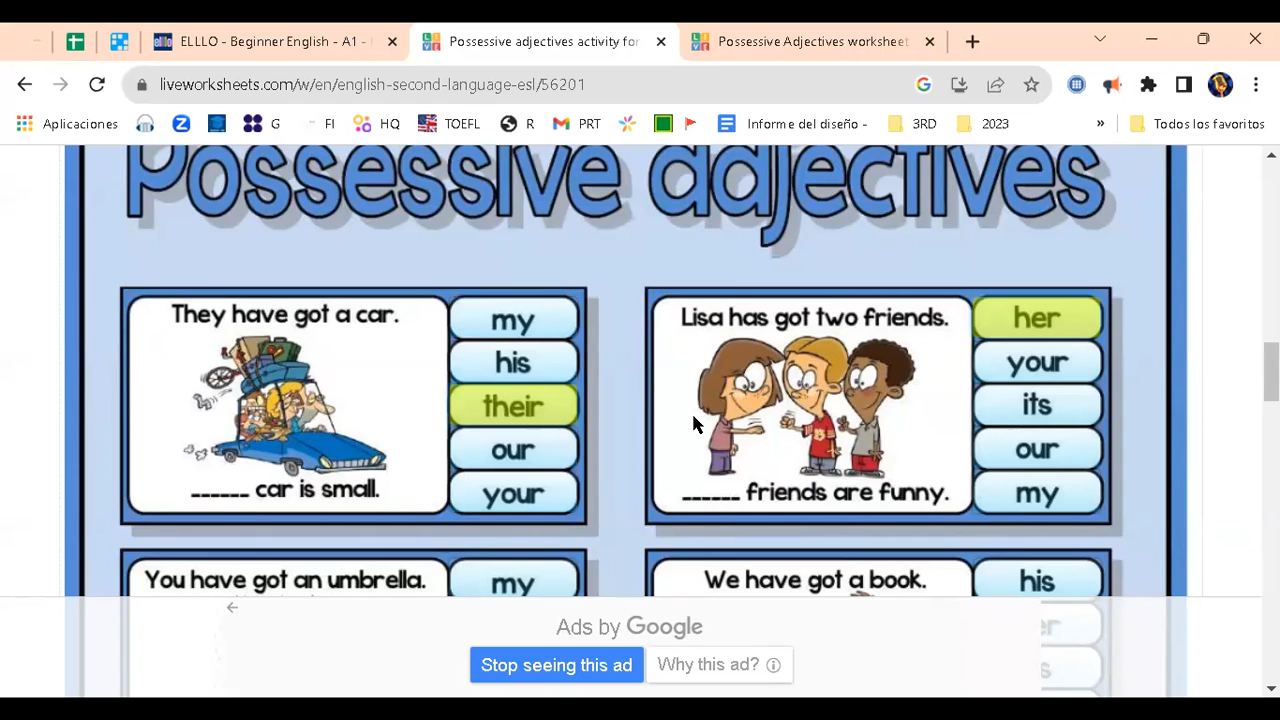 ELLLO - Beginner English - A1 -
Possessive adjectives activity for
Possessive Adjectives worksheet
liveworksheets.com/w/en/english-second-language-esl/56201
Aplicaciones G FI HQ TOEFL R PRT Informe del diseño - 3RD 2023 » Todos los favoritos
Possessive adjectives
They have got a car.
my
his
their
our
your
______ car is small.
Lisa has got two friends.
her
your
its
our
my
______ friends are funny.
You have got an umbrella.
my
We have got a book.
his
Ads by Google
Stop seeing this ad
Why this ad?